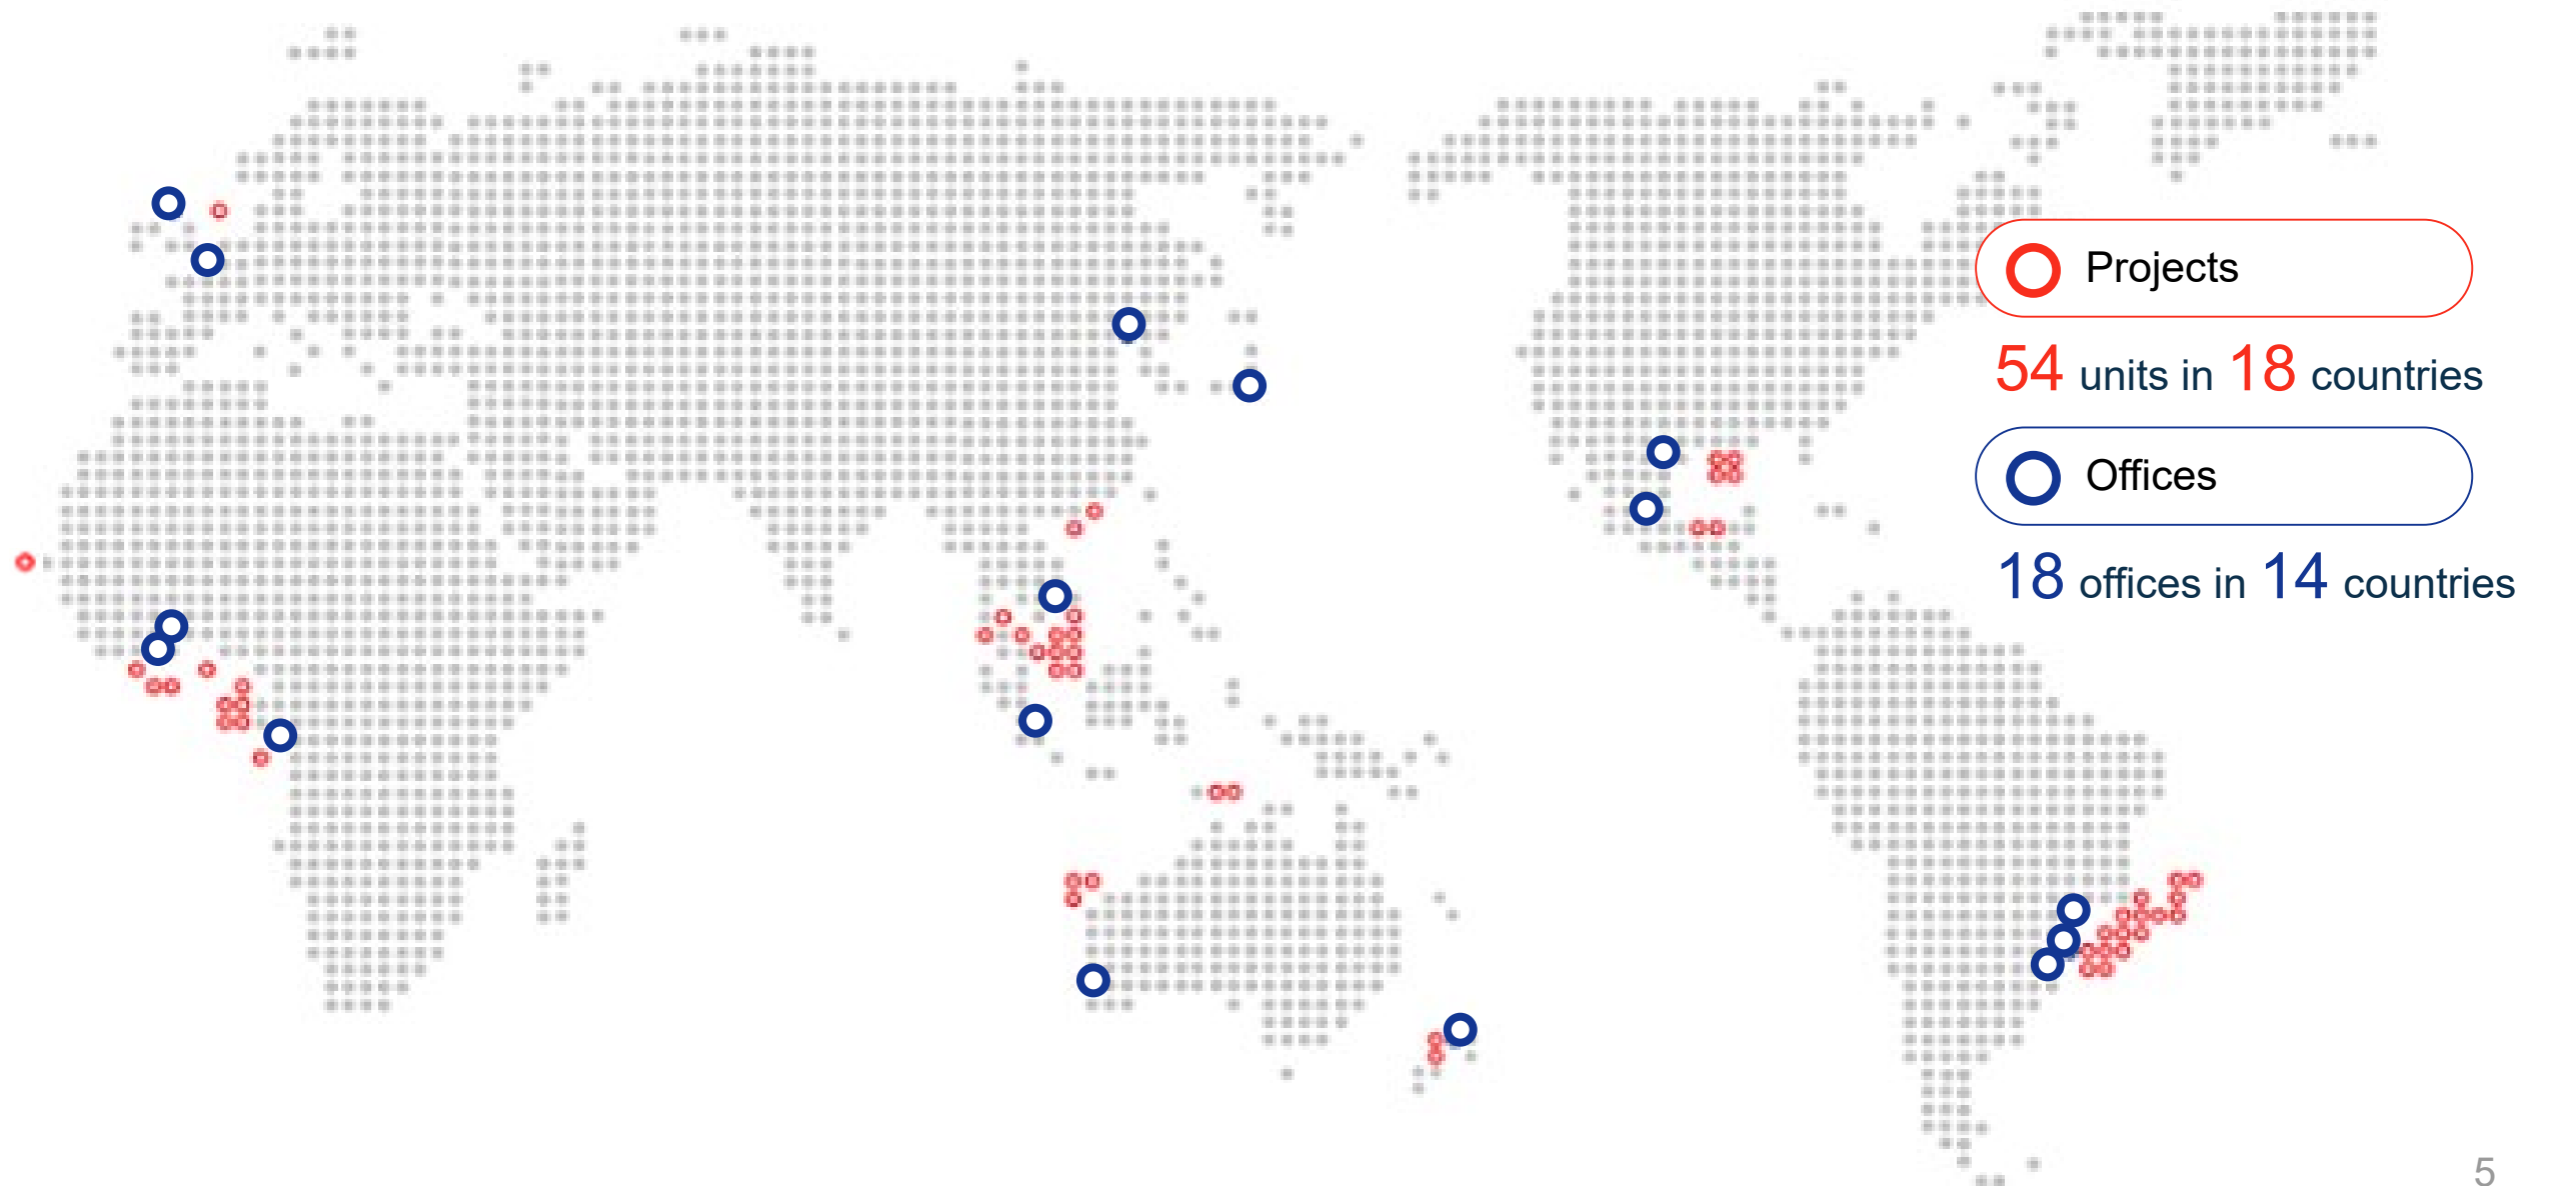 Projects
54 units in 18 countries
Offices
18 offices in 14 countries
5